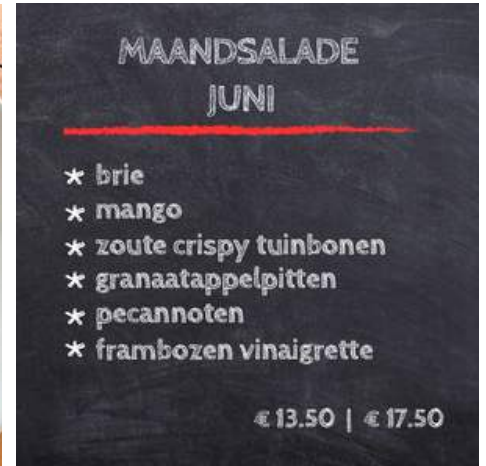 MAANDSALADE
JUNI
* brie
* mango
* zoute crispy tuinbonen
* granaatappelpitten
* pecannoten
* frambozen vinaigrette
€ 13.50 | € 17.50